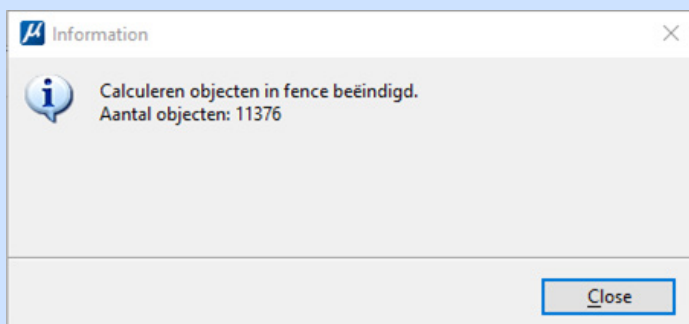 Information
Calculeren objecten in fence beëindigd.
Aantal objecten: 11376
Close